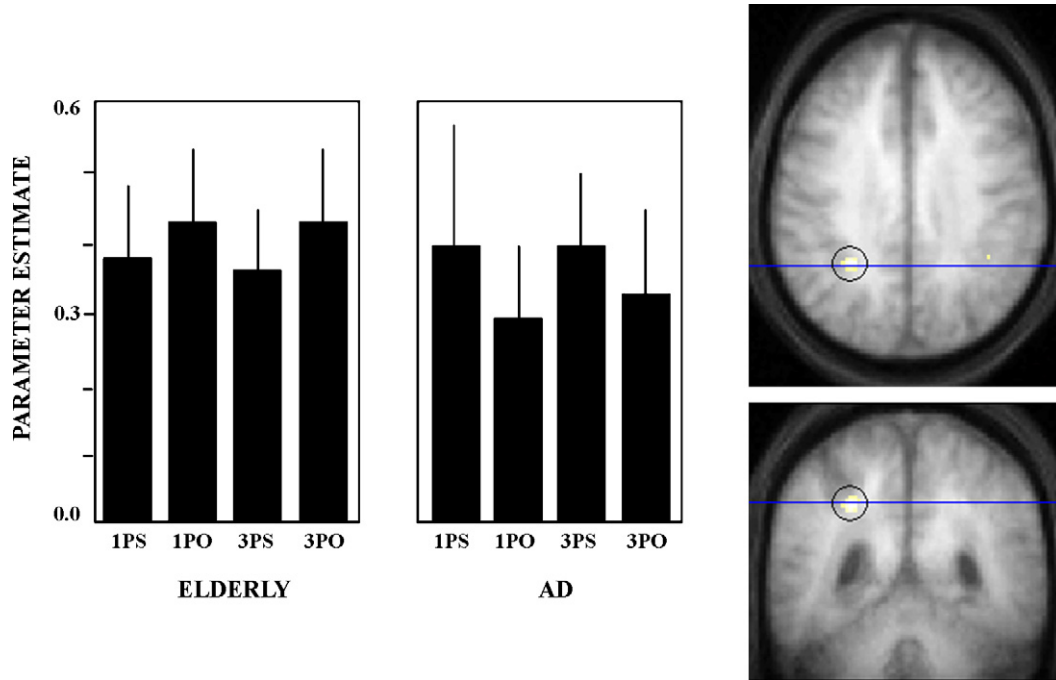 PARAMETER ESTIMATE
0.6
0.3
0.0
1PS 1PO 3PS 3PO
ELDERLY
1PS 1PO 3PS 3PO
AD